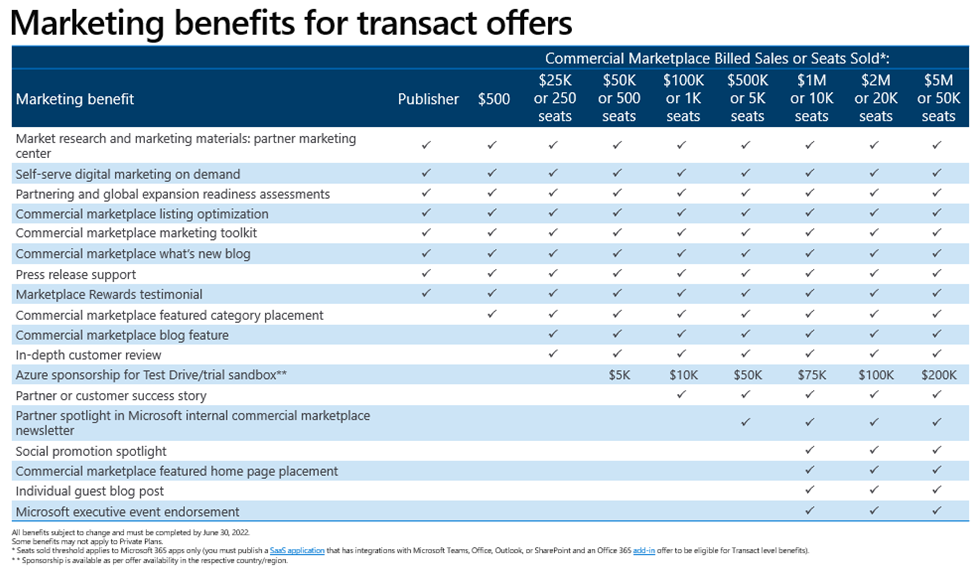 Marketing benefits for transact offers
Commercial Marketplace Billed Sales or Seats Sold*:
Marketing benefit Publisher $500 $25K or 250 seats $50K or 500 seats $100K or 1K seats $500K or 5K seats $1M or 10K seats $2M or 20K seats $5M or 50K seats
Market research and marketing materials: partner marketing
center ✓ ✓ ✓ ✓ ✓ ✓ ✓ ✓ ✓
Self-serve digital marketing on demand ✓ ✓ ✓ ✓ ✓ ✓ ✓ ✓ ✓
Partnering and global expansion readiness assessments ✓ ✓ ✓ ✓ ✓ ✓ ✓ ✓ ✓
Commercial marketplace listing optimization ✓ ✓ ✓ ✓ ✓ ✓ ✓ ✓ ✓
Commercial marketplace marketing toolkit ✓ ✓ ✓ ✓ ✓ ✓ ✓ ✓ ✓
Commercial marketplace what's new blog ✓ ✓ ✓ ✓ ✓ ✓ ✓ ✓ ✓
Press release support ✓ ✓ ✓ ✓ ✓ ✓ ✓ ✓ ✓
Marketplace Rewards testimonial ✓ ✓ ✓ ✓ ✓ ✓ ✓ ✓ ✓
Commercial marketplace featured category placement ✓ ✓ ✓ ✓ ✓ ✓ ✓ ✓
Commercial marketplace blog feature ✓ ✓ ✓ ✓ ✓ ✓ ✓
In-depth customer review ✓ ✓ ✓ ✓ ✓ ✓ ✓
Azure sponsorship for Test Drive/trial sandbox** $5K $10K $50K $75K $100K $200K
Partner or customer success story ✓ ✓ ✓ ✓ ✓
Partner spotlight in Microsoft internal commercial marketplace
newsletter ✓ ✓ ✓ ✓
Social promotion spotlight ✓ ✓ ✓
Commercial marketplace featured home page placement ✓ ✓ ✓
Individual guest blog post ✓ ✓ ✓
Microsoft executive event endorsement ✓ ✓ ✓
All benefits subject to change and must be completed by June 30, 2022.
Some benefits may not apply to Private Plans.
* Seats sold threshold applies to Microsoft 365 apps only (you must publish a SaaS application that has integrations with Microsoft Teams, Office, Outlook, or SharePoint and an Office 365 add-in offer to be eligible for Transact level benefits).
* * Sponsorship is available as per offer availability in the respective country/region.